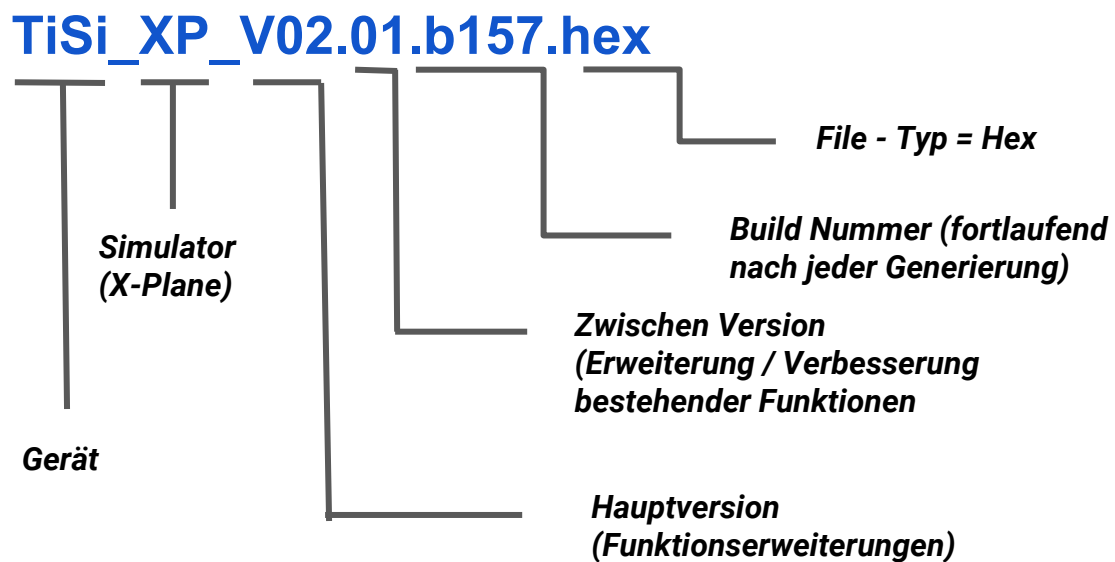 TiSi_XP_V02.01.b157.hex
File - Typ = Hex
Build Nummer (fortlaufend
nach jeder Generierung)
Simulator
(X-Plane)
Zwischen Version
(Erweiterung / Verbesserung
bestehender Funktionen
Gerät
Hauptversion
(Funktionserweiterungen)